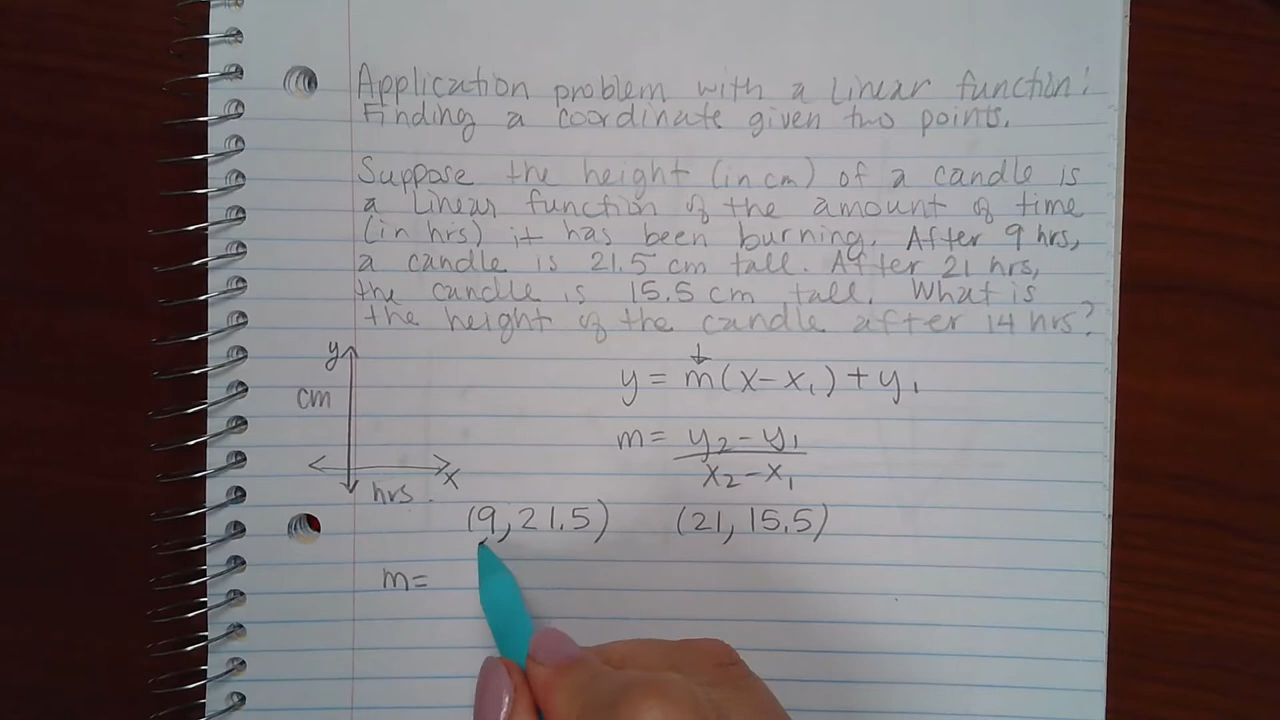 Application problem with a linear function:
Finding a coordinate given two points.
Suppose the height (in cm) of a candle is
a linear function of the amount of time
(in hrs) it has been burning. After 9 hrs,
a candle is 21.5 cm tall. After 21 hrs,
the candle is 15.5 cm tall. What is
the height of the candle after 14 hrs?
y
cm
x
hrs.
y = m(x-x₁) + y₁
m = y₂ - y₁
x₂ - x₁
(9, 21.5) (21, 15.5)
m=